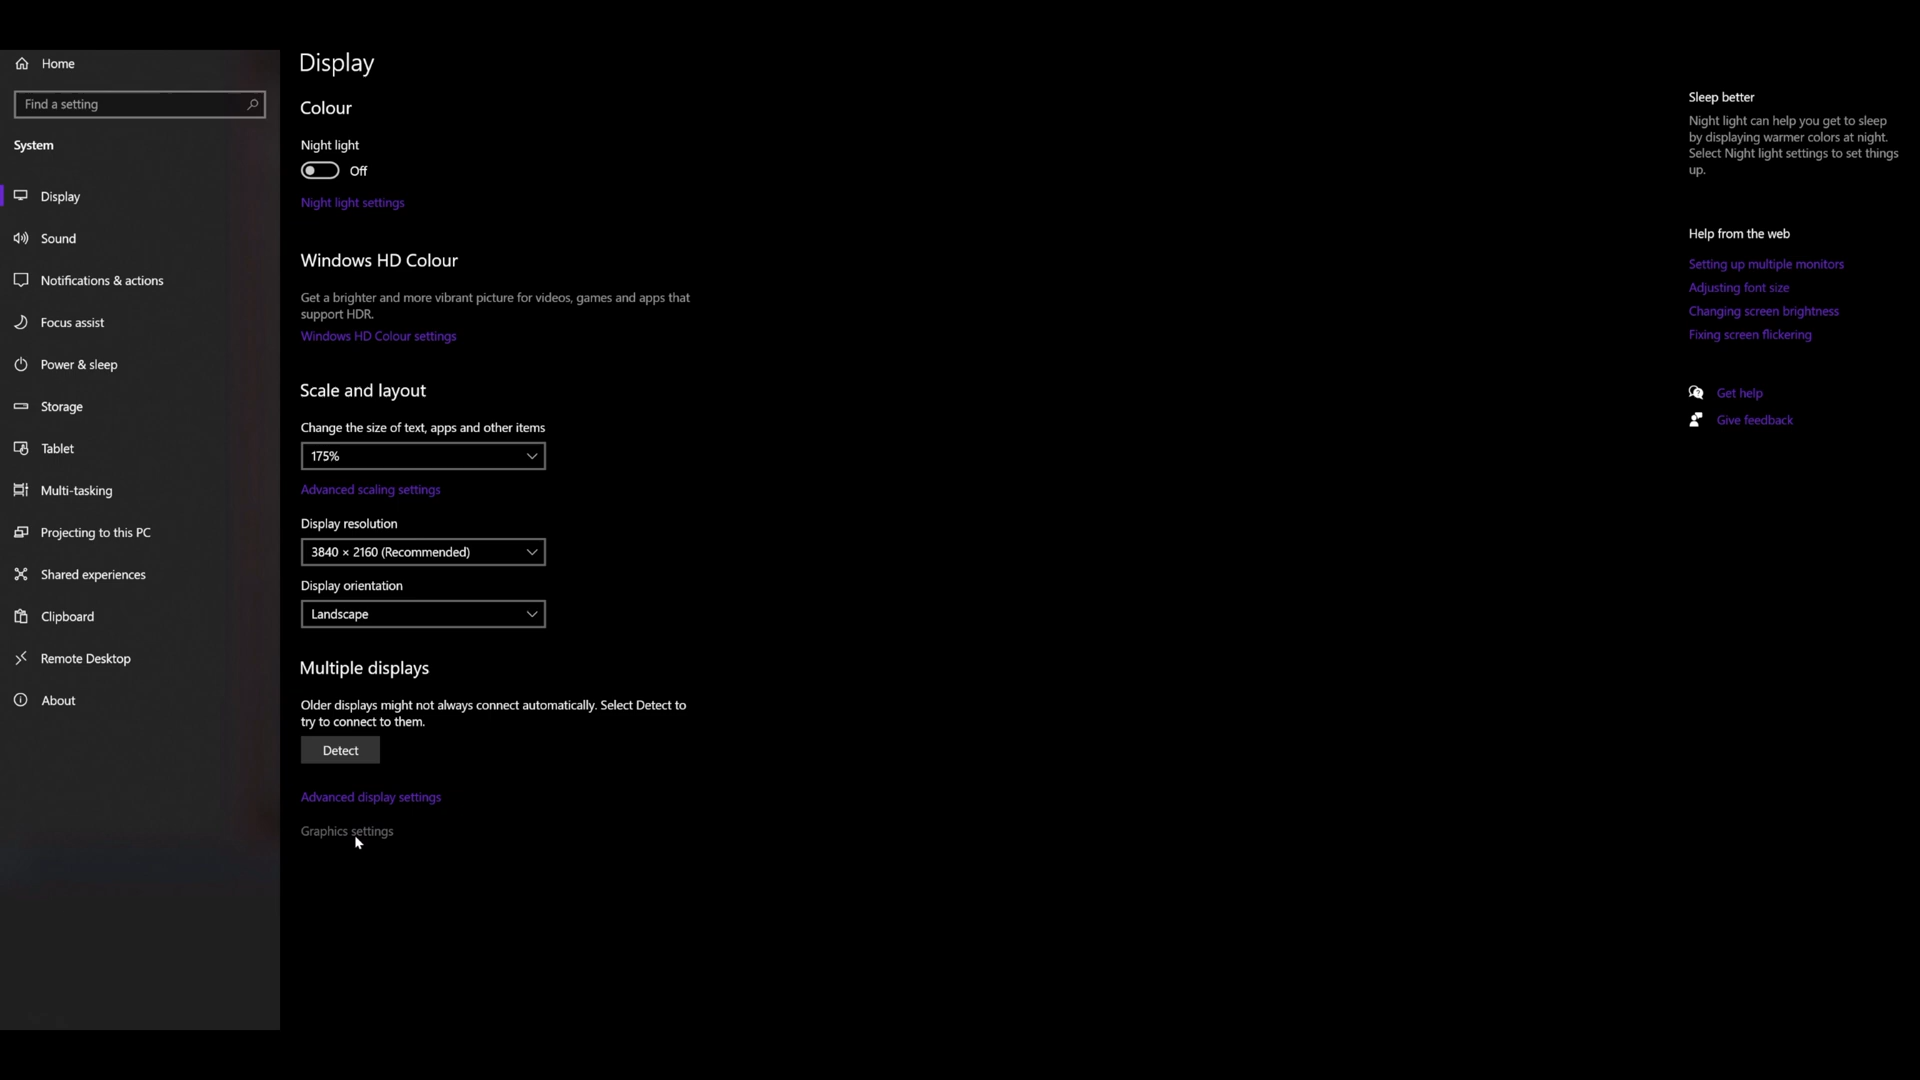 Home
Find a setting
System
Display
Sound
Notifications & actions
Focus assist
Power & sleep
Storage
Tablet
Multi-tasking
Projecting to this PC
Shared experiences
Clipboard
Remote Desktop
About
Display
Colour
Night light
Off
Night light settings
Windows HD Colour
Get a brighter and more vibrant picture for videos, games and apps that
support HDR.
Windows HD Colour settings
Scale and layout
Change the size of text, apps and other items
175%
Advanced scaling settings
Display resolution
3840 × 2160 (Recommended)
Display orientation
Landscape
Multiple displays
Older displays might not always connect automatically. Select Detect to
try to connect to them.
Detect
Advanced display settings
Graphics settings
Sleep better
Night light can help you get to sleep
by displaying warmer colors at night.
Select Night light settings to set things
up.
Help from the web
Setting up multiple monitors
Adjusting font size
Changing screen brightness
Fixing screen flickering
Get help
Give feedback